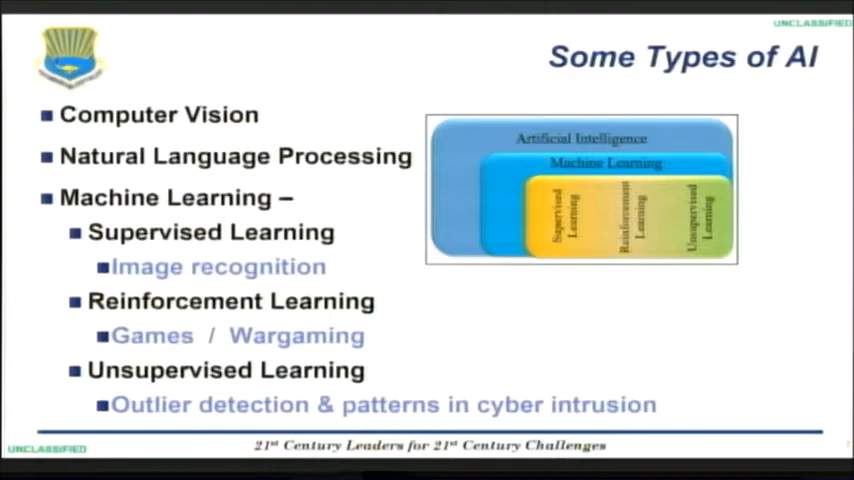 UNCLASSIFIED
Some Types of AI
Computer Vision
Natural Language Processing
Machine Learning –
Supervised Learning
Image recognition
Reinforcement Learning
Games / Wargaming
Unsupervised Learning
Outlier detection & patterns in cyber intrusion
Artificial Intelligence
Machine Learning
Supervised
Learning
Reinforcement
Learning
Unsupervised
Learning
UNCLASSIFIED
21st Century Leaders for 21st Century Challenges